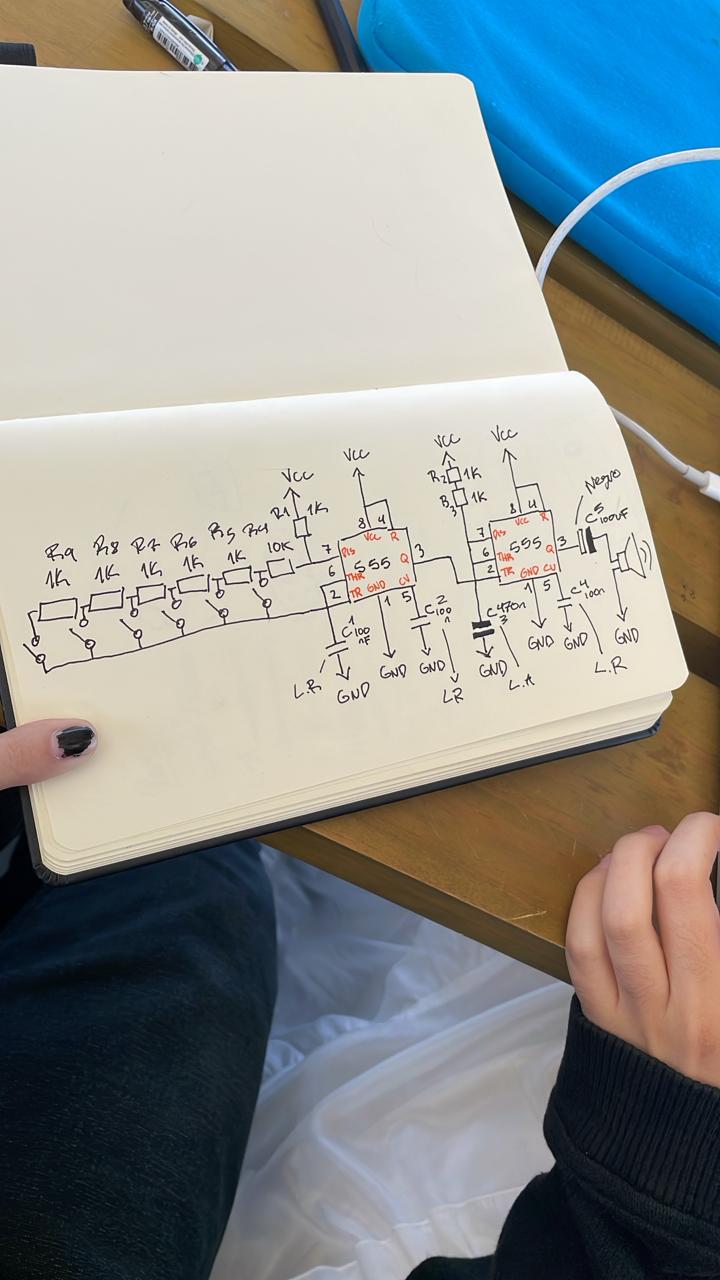 Vcc
Vcc
Vcc
Vcc
R9 R8 R7 R6 R5 R4 R1 1K
1K 1K 1K 1K 1K 10K
R2 1K
1K
Negro
C5 100uF
7
6
2
8 4
Vcc R
DIS
THR
TR
555
Q
GND CV
3
1 5
7
6
2
8 4
Vcc R
DIS
THR
TR
555
Q
GND CV
3
1 5
C1 100 nF
C2 100 n
C3 470n
C4 100n
GND
GND
GND
GND
GND
GND
GND
L.R
LR
L.A
L.R